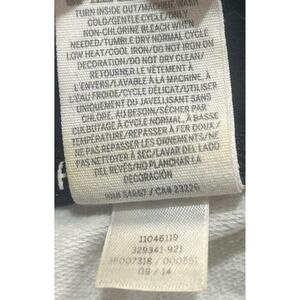 TURN INSIDE OUT/MACHINE WASH
COLD/GENTLE CYCLE/ONLY
NON-CHLORINE BLEACH WHEN
NEEDED/TUMBLE DRY NORMAL CYCLE
LOW HEAT/COOL IRON/DO NOT IRON ON
DECORATION/DO NOT DRY CLEAN/
RETOURNER LE VÊTEMENT À
L'ENVERS/LAVABLE À LA MACHINE, À
L'EAU FROIDE/CYCLE DÉLICAT/UTILISER
UNIQUEMENT DU JAVELLISANT SANS
CHLORE, AU BESOIN/SÉCHER PAR
CULBUTAGE À CYCLE NORMAL, À BASSE
TEMPÉRATURE/REPASSER À FER DOUX/
NE PAS REPASSER LES ORNEMENTS/NE
PAS NETTOYER À SEC/LAVAR DEL LADO
DEL REVÉS/NO PLANCHAR LA
DECORACIÓN
RN# 54867 / CA# 23226
11046119
329341-921
36007318 / 000351
09 / 14